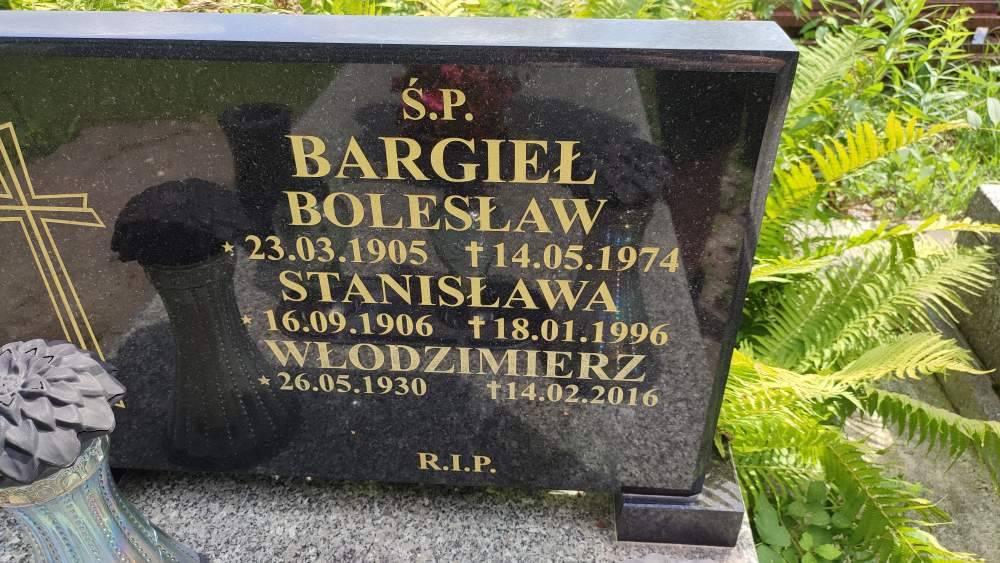 Ś.P.
BARGIEŁ
BOLESŁAW
* 23.03.1905 ✝ 14.05.1974
STANISŁAWA
* 16.09.1906 ✝ 18.01.1996
WŁODZIMIERZ
* 26.05.1930 ✝ 14.02.2016
R.I.P.